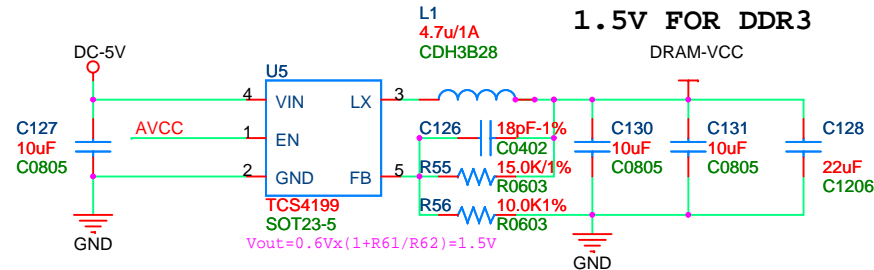 1.5V FOR DDR3
L1
4.7u/1A
CDH3B28
DC-5V
DRAM-VCC
U5
4
VIN
LX
3
C127
10uF
C0805
AVCC
1
EN
C126
18pF-1%
C0402
C130
10uF
C0805
C131
10uF
C0805
C128
22uF
C1206
2
GND
FB
5
R55
15.0K/1%
R0603
R56
10.0K1%
R0603
TCS4199
SOT23-5
GND
Vout=0.6Vx(1+R61/R62)=1.5V
GND